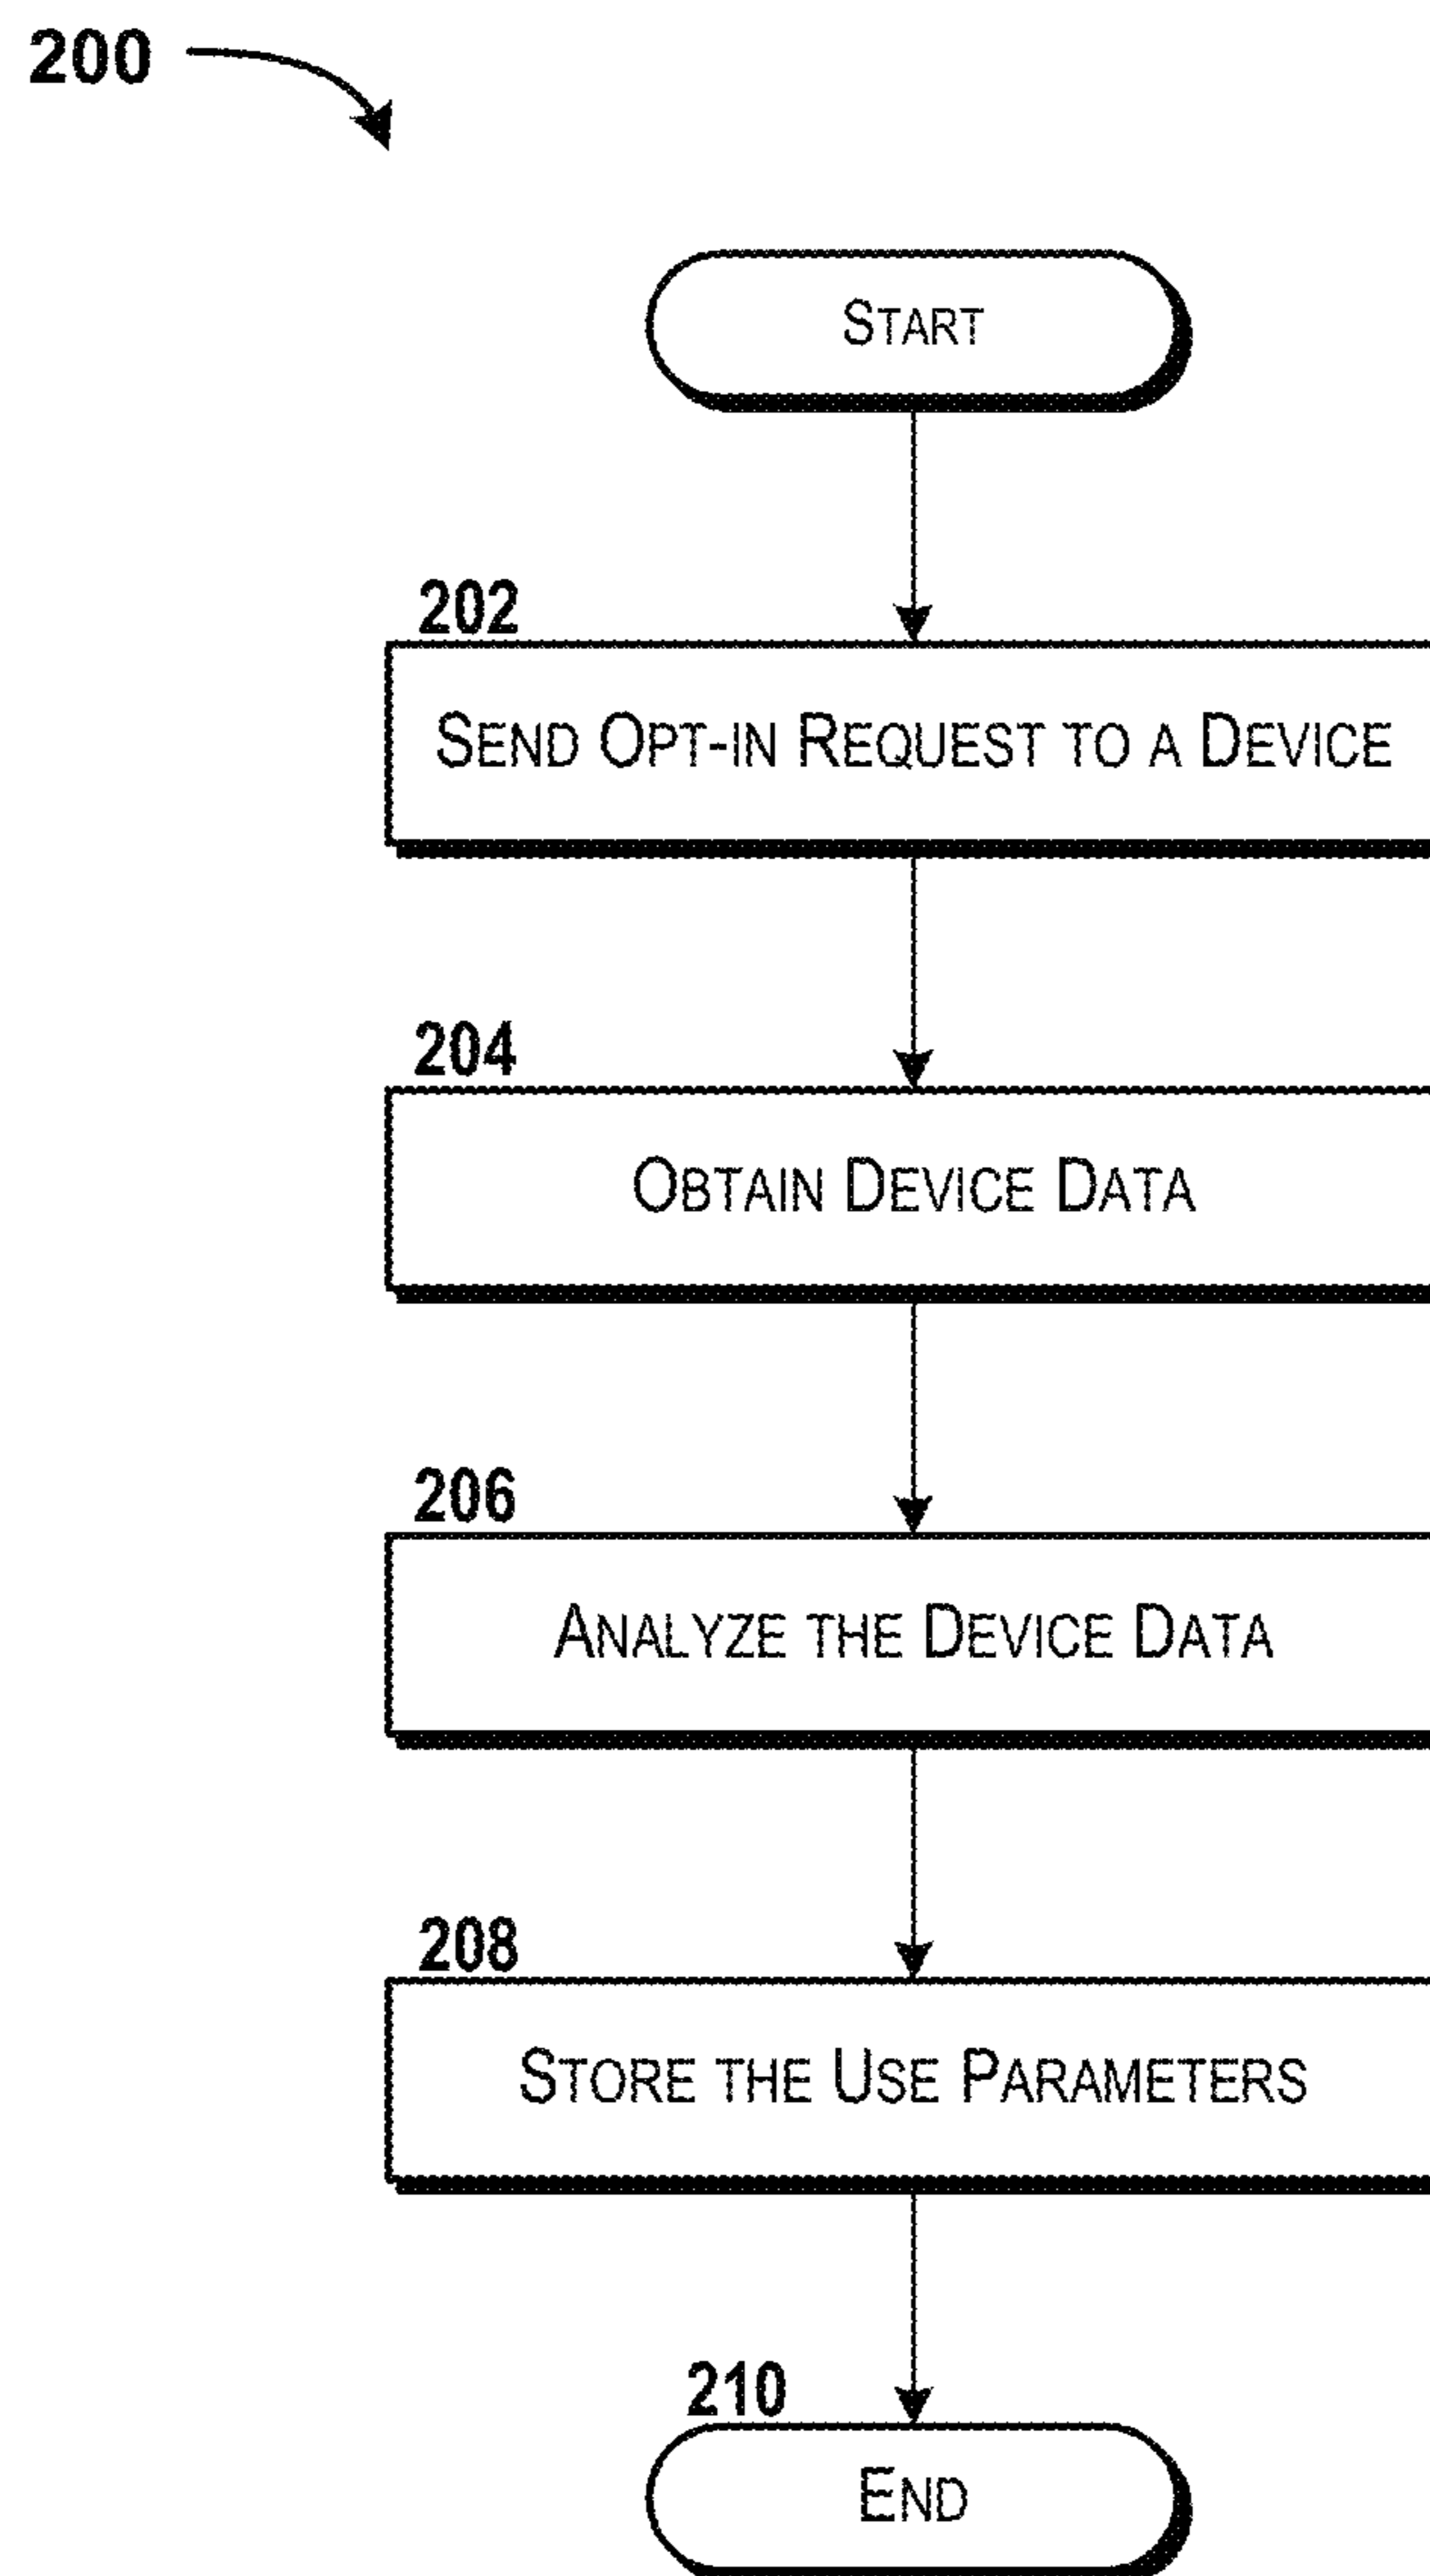 200
START
202
SEND OPT-IN REQUEST TO A DEVICE
204
OBTAIN DEVICE DATA
206
ANALYZE THE DEVICE DATA
208
STORE THE USE PARAMETERS
210
END